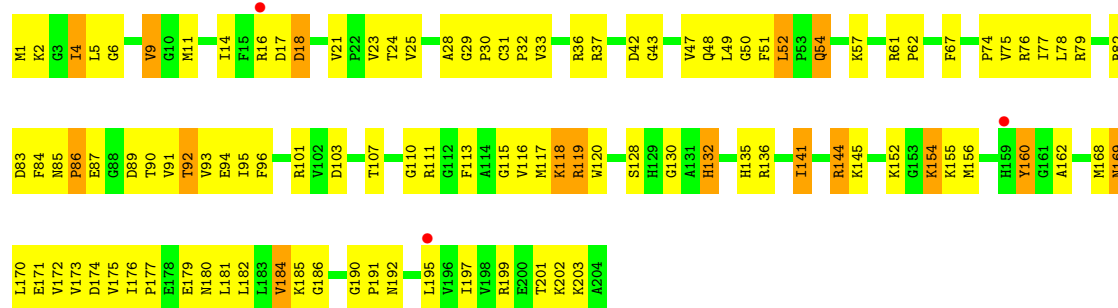 M1 K2 G3 I4 L5 G6 V9 G10 M11 I14 F15 R16 D17 D18 V21 P22 V23 T24 V25 A28 G29 P30 C31 P32 V33 R36 R37 D42 G43 V47 Q48 L49 G50 F51 L52 P53 Q54 K57 R61 P62 F67 P74 V75 R76 I77 L78 R79
D83 F84 N85 P86 E87 G88 D89 T90 V91 T92 V93 E94 I95 F96 R101 V102 D103 T107 G110 R111 G112 F113 A114 G115 V116 M117 K118 R119 W120 S128 H129 G130 A131 H132 H135 R136 I141 R144 K145 K152 G153 K154 K155 M156 H159 Y160 G161 A162 M168 N169
L170 E171 V172 V173 D174 V175 I176 P177 E178 E179 N180 L181 L182 L183 V184 K185 G186 G190 P191 N192 L195 V196 I197 V198 R199 E200 T201 K202 K203 A204